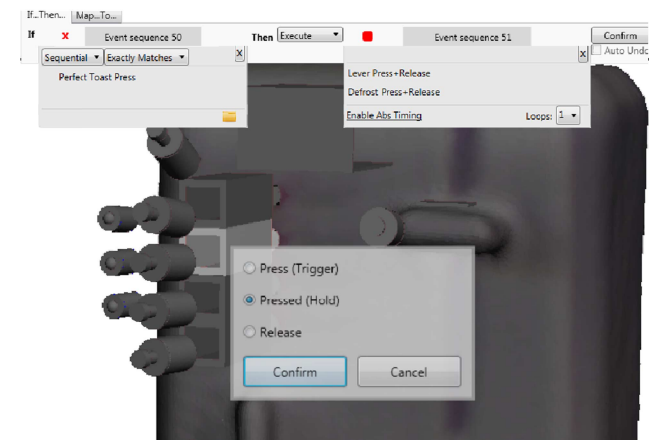 If...Then... Map...To...
If x Event sequence 50 Then Execute Event sequence 51 Confirm
Sequential Exactly Matches X x Auto Undo
Perfect Toast Press
Lever Press+Release
Defrost Press+Release
Enable Abs Timing Loops: 1
Press (Trigger)
Pressed (Hold)
Release
Confirm Cancel